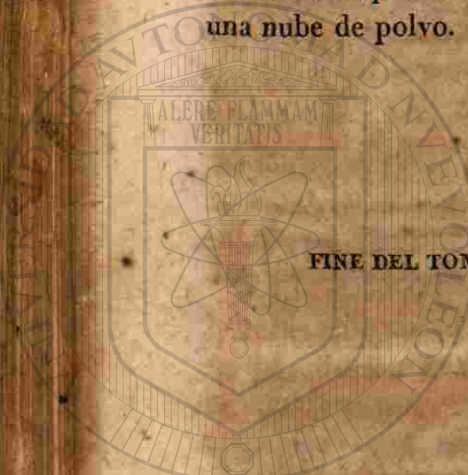 una nube de polvo.
ALERE FLAMMAM
VERITATIS
FINE DEL TOM